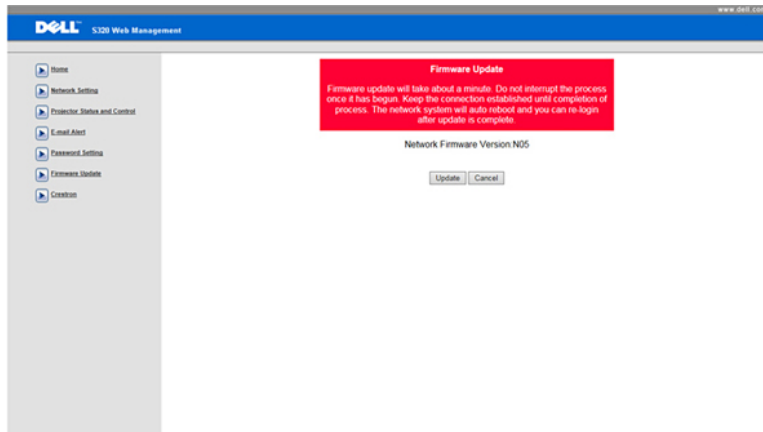 www.dell.com
DELL™ S320 Web Management
Home
Network Setting
Projector Status and Control
E-mail Alert
Password Setting
Firmware Update
Crestron
Firmware Update
Firmware update will take about a minute. Do not interrupt the process
once it has begun. Keep the connection established until completion of
process. The network system will auto reboot and you can re-login
after update is complete.
Network Firmware Version:N05
Update Cancel